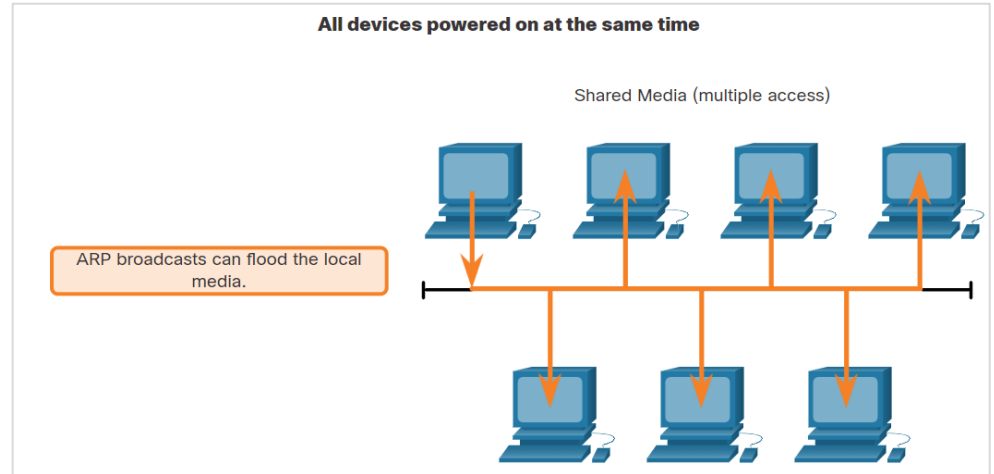 All devices powered on at the same time
Shared Media (multiple access)
ARP broadcasts can flood the local
media.